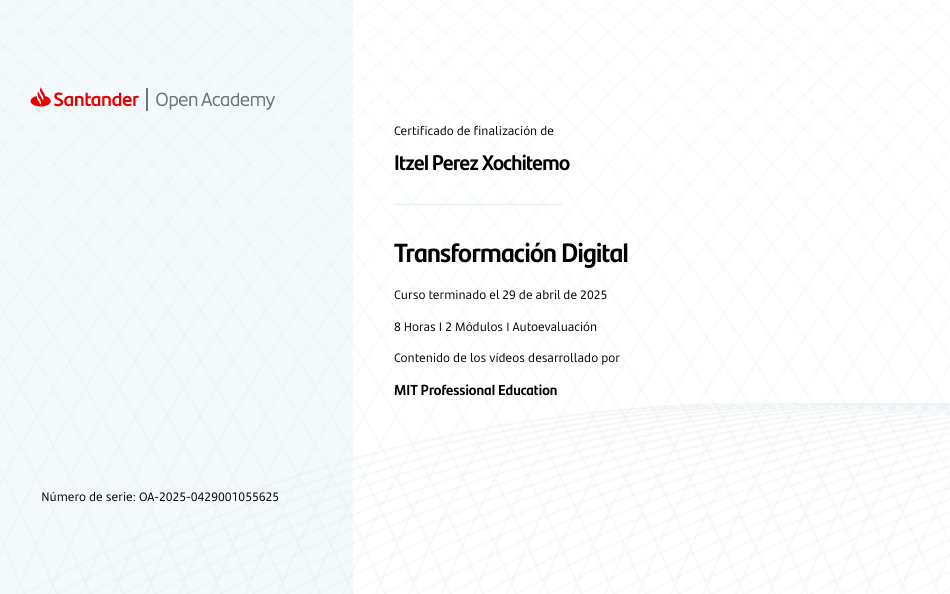 Santander | Open Academy
Certificado de finalización de
Itzel Perez Xochitemo
Transformación Digital
Curso terminado el 29 de abril de 2025
8 Horas I 2 Módulos I Autoevaluación
Contenido de los vídeos desarrollado por
MIT Professional Education
Número de serie: OA-2025-0429001055625